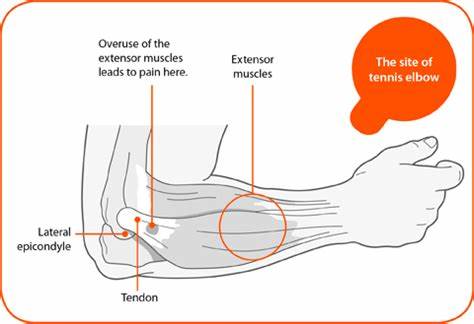 Overuse of the
extensor muscles
leads to pain here.
Extensor
muscles
The site of
tennis elbow
Lateral
epicondyle
Tendon